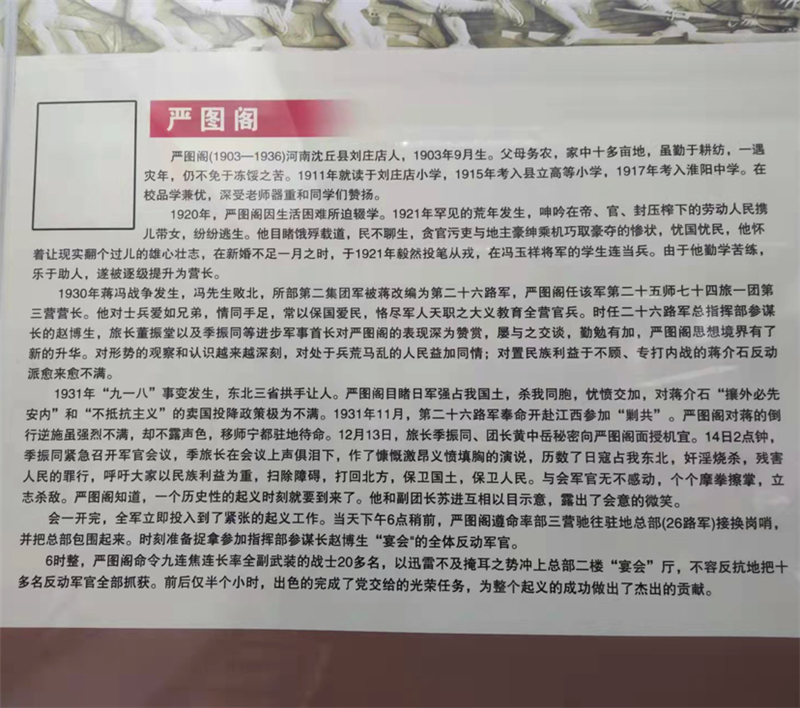 严图阁
严图阁(1903—1936)河南沈丘县刘庄店人，1903年9月生。父母务农，家中十多亩地，虽勤于耕纺，一遇
灾年，仍不免于冻馁之苦。1911年就读于刘庄店小学，1915年考入县立高等小学，1917年考入淮阳中学。在
校品学兼优，深受老师器重和同学们赞扬。
1920年，严图阁因生活困难所迫辍学。1921年罕见的荒年发生，呻吟在帝、官、封压榨下的劳动人民携
儿带女，纷纷逃生。他目睹饿殍载道，民不聊生，贪官污吏与地主豪绅乘机巧取豪夺的惨状，忧国忧民，他怀
着让现实翻个过儿的雄心壮志，在新婚不足一月之时，于1921年毅然投笔从戎，在冯玉祥将军的学生连当兵。由于他勤学苦练，
乐于助人，遂被逐级提升为营长。
1930年蒋冯战争发生，冯先生败北，所部第二集团军被蒋改编为第二十六路军，严图阁任该军第二十五师七十四旅一团第
三营营长。他对士兵爱如兄弟，情同手足，常以保国爱民，恪尽军人天职之大义教育全营官兵。时任二十六路军总指挥部参谋
长的赵博生，旅长董振堂以及季振同等进步军事首长对严图阁的表现深为赞赏，屡与之交谈，勤勉有加，严图阁思想境界有了
新的升华。对形势的观察和认识越来越深刻，对处于兵荒马乱的人民益加同情；对置民族利益于不顾、专打内战的蒋介石反动
派愈来愈不满。
1931年“九一八”事变发生，东北三省拱手让人。严图阁目睹日军强占我国土，杀我同胞，忧愤交加，对蒋介石“攘外必先
安内”和“不抵抗主义”的卖国投降政策极为不满。1931年11月，第二十六路军奉命开赴江西参加“剿共”。严图阁对蒋的倒
行逆施虽强烈不满，却不露声色，移师宁都驻地待命。12月13日，旅长季振同、团长黄中岳秘密向严图阁面授机宜。14日2点钟，
季振同紧急召开军官会议，季旅长在会议上声俱泪下，作了慷慨激昂义愤填胸的演说，历数了日寇占我东北，奸淫烧杀，残害
人民的罪行，呼吁大家以民族利益为重，扫除障碍，打回北方，保卫国土，保卫人民。与会军官无不感动，个个摩拳擦掌，立
志杀敌。严图阁知道，一个历史性的起义时刻就要到来了。他和副团长苏进互相以目示意，露出了会意的微笑。
会一开完，全军立即投入到了紧张的起义工作。当天下午6点稍前，严图阁遵命率部三营驰往驻地总部(26路军)接换岗哨，
并把总部包围起来。时刻准备捉拿参加指挥部参谋长赵博生“宴会”的全体反动军官。
6时整，严图阁命令九连焦连长率全副武装的战士20多名，以迅雷不及掩耳之势冲上总部二楼“宴会”厅，不容反抗地把十
多名反动军官全部抓获。前后仅半个小时，出色的完成了党交给的光荣任务，为整个起义的成功做出了杰出的贡献。